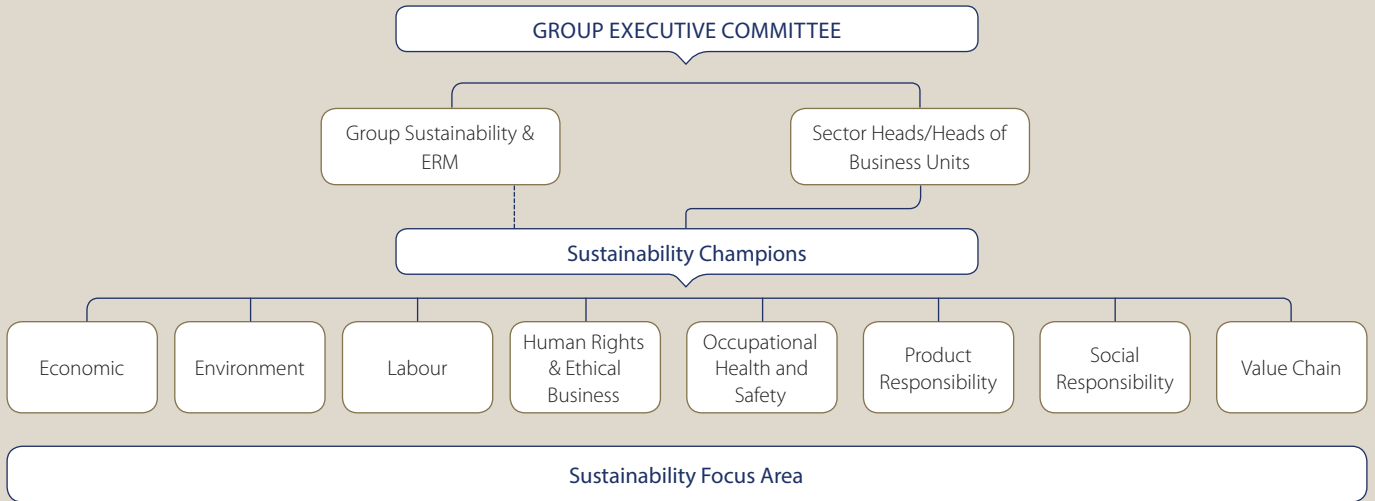 GROUP EXECUTIVE COMMITTEE
Group Sustainability &
ERM
Sector Heads/Heads of
Business Units
Sustainability Champions
Economic
Environment
Labour
Human Rights
& Ethical
Business
Occupational
Health and
Safety
Product
Responsibility
Social
Responsibility
Value Chain
Sustainability Focus Area